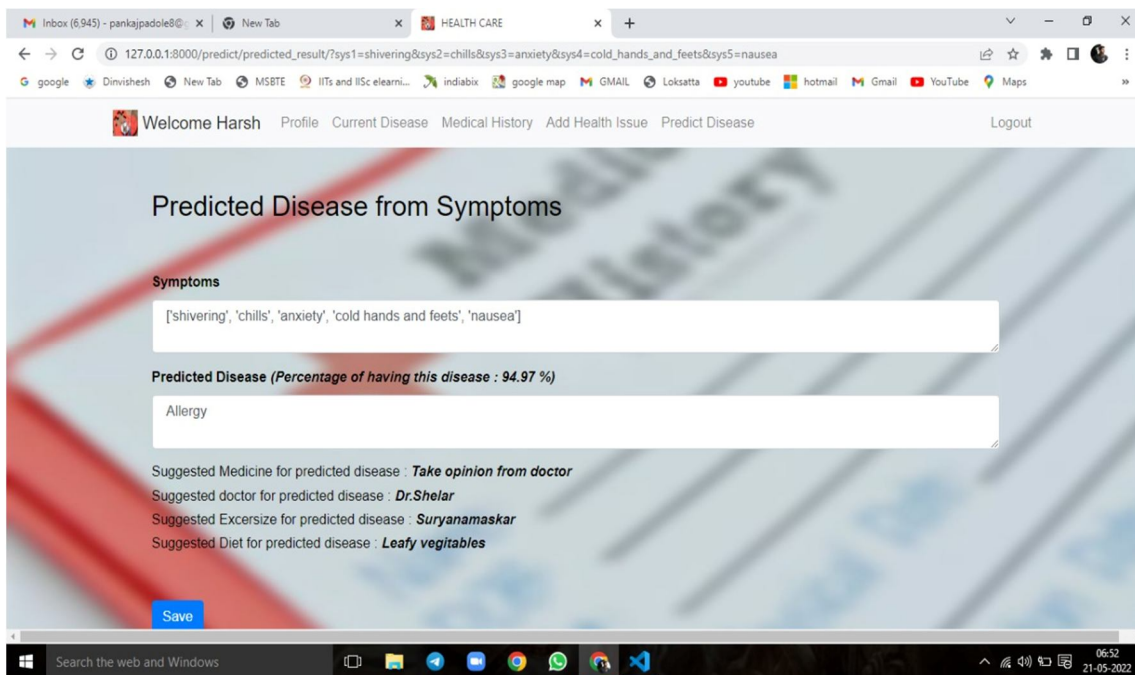 Inbox (6,945) - pankajpadole8@g
New Tab
HEALTH CARE
127.0.0.1:8000/predict/predicted_result/?sys1=shivering&sys2=chills&sys3=anxiety&sys4=cold_hands_and_feets&sys5=nausea
google Dinvishesh New Tab MSBTE IITs and IISc elearni... indiabix google map GMAIL Loksatta youtube hotmail Gmail YouTube Maps »
Welcome Harsh Profile Current Disease Medical History Add Health Issue Predict Disease Logout
Medical
History
Predicted Disease from Symptoms
Symptoms
['shivering', 'chills', 'anxiety', 'cold hands and feets', 'nausea']
Predicted Disease (Percentage of having this disease : 94.97 %)
Allergy
Suggested Medicine for predicted disease : Take opinion from doctor
Suggested doctor for predicted disease : Dr.Shelar
Suggested Excersize for predicted disease : Suryanamaskar
Suggested Diet for predicted disease : Leafy vegitables
Save
Search the web and Windows
06:52
21-05-2022